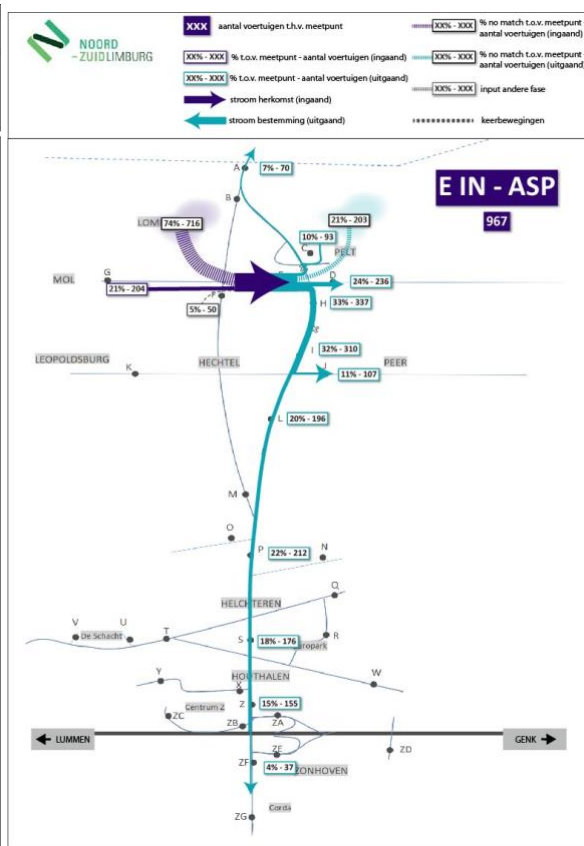 NOORD
-ZUIDLIMBURG
XXX aantal voertuigen t.h.v. meetpunt
XX% - XXX % t.o.v. meetpunt - aantal voertuigen (ingaand)
XX% - XXX % t.o.v. meetpunt - aantal voertuigen (uitgaand)
stroom herkomst (ingaand)
stroom bestemming (uitgaand)
XX% - XXX % no match t.o.v. meetpunt -
aantal voertuigen (ingaand)
XX% - XXX % no match t.o.v. meetpunt -
aantal voertuigen (uitgaand)
XX% - XXX input andere fase
keerbewegingen
A 7% - 70
B
E IN - ASP
967
LOM 74% - 716
21% - 203
10% - 93
C
PELT
MOL G
D 24% - 236
21% - 204
F
H 33% - 337
5% - 50
I 32% - 310
LEOPOLDSBURG HECHTEL J PEER
K
11% - 107
L 20% - 196
M
O
P 22% - 212
N
Q
HELCHTEREN
V U
De Schacht T
S 18% - 176
R
ropark
HOUTHALEN
Y X W
Z 15% - 155
Centrum Z
ZC ZB ZA
LUMMEN GENK
ZE ZD
ZF 4% - 37 ZONHOVEN
Corda
ZG